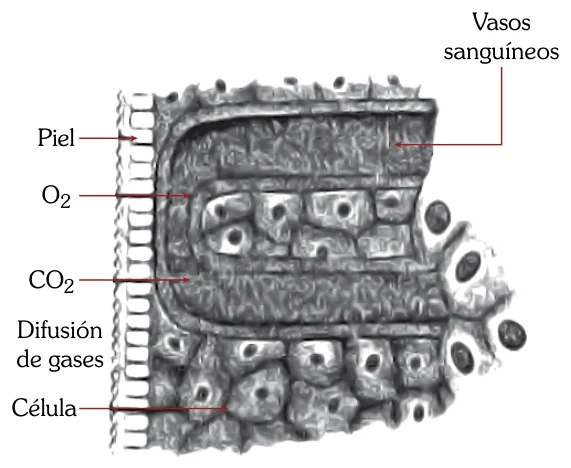 Vasos
sanguíneos
Piel
O₂
CO₂
Difusión
de gases
Célula